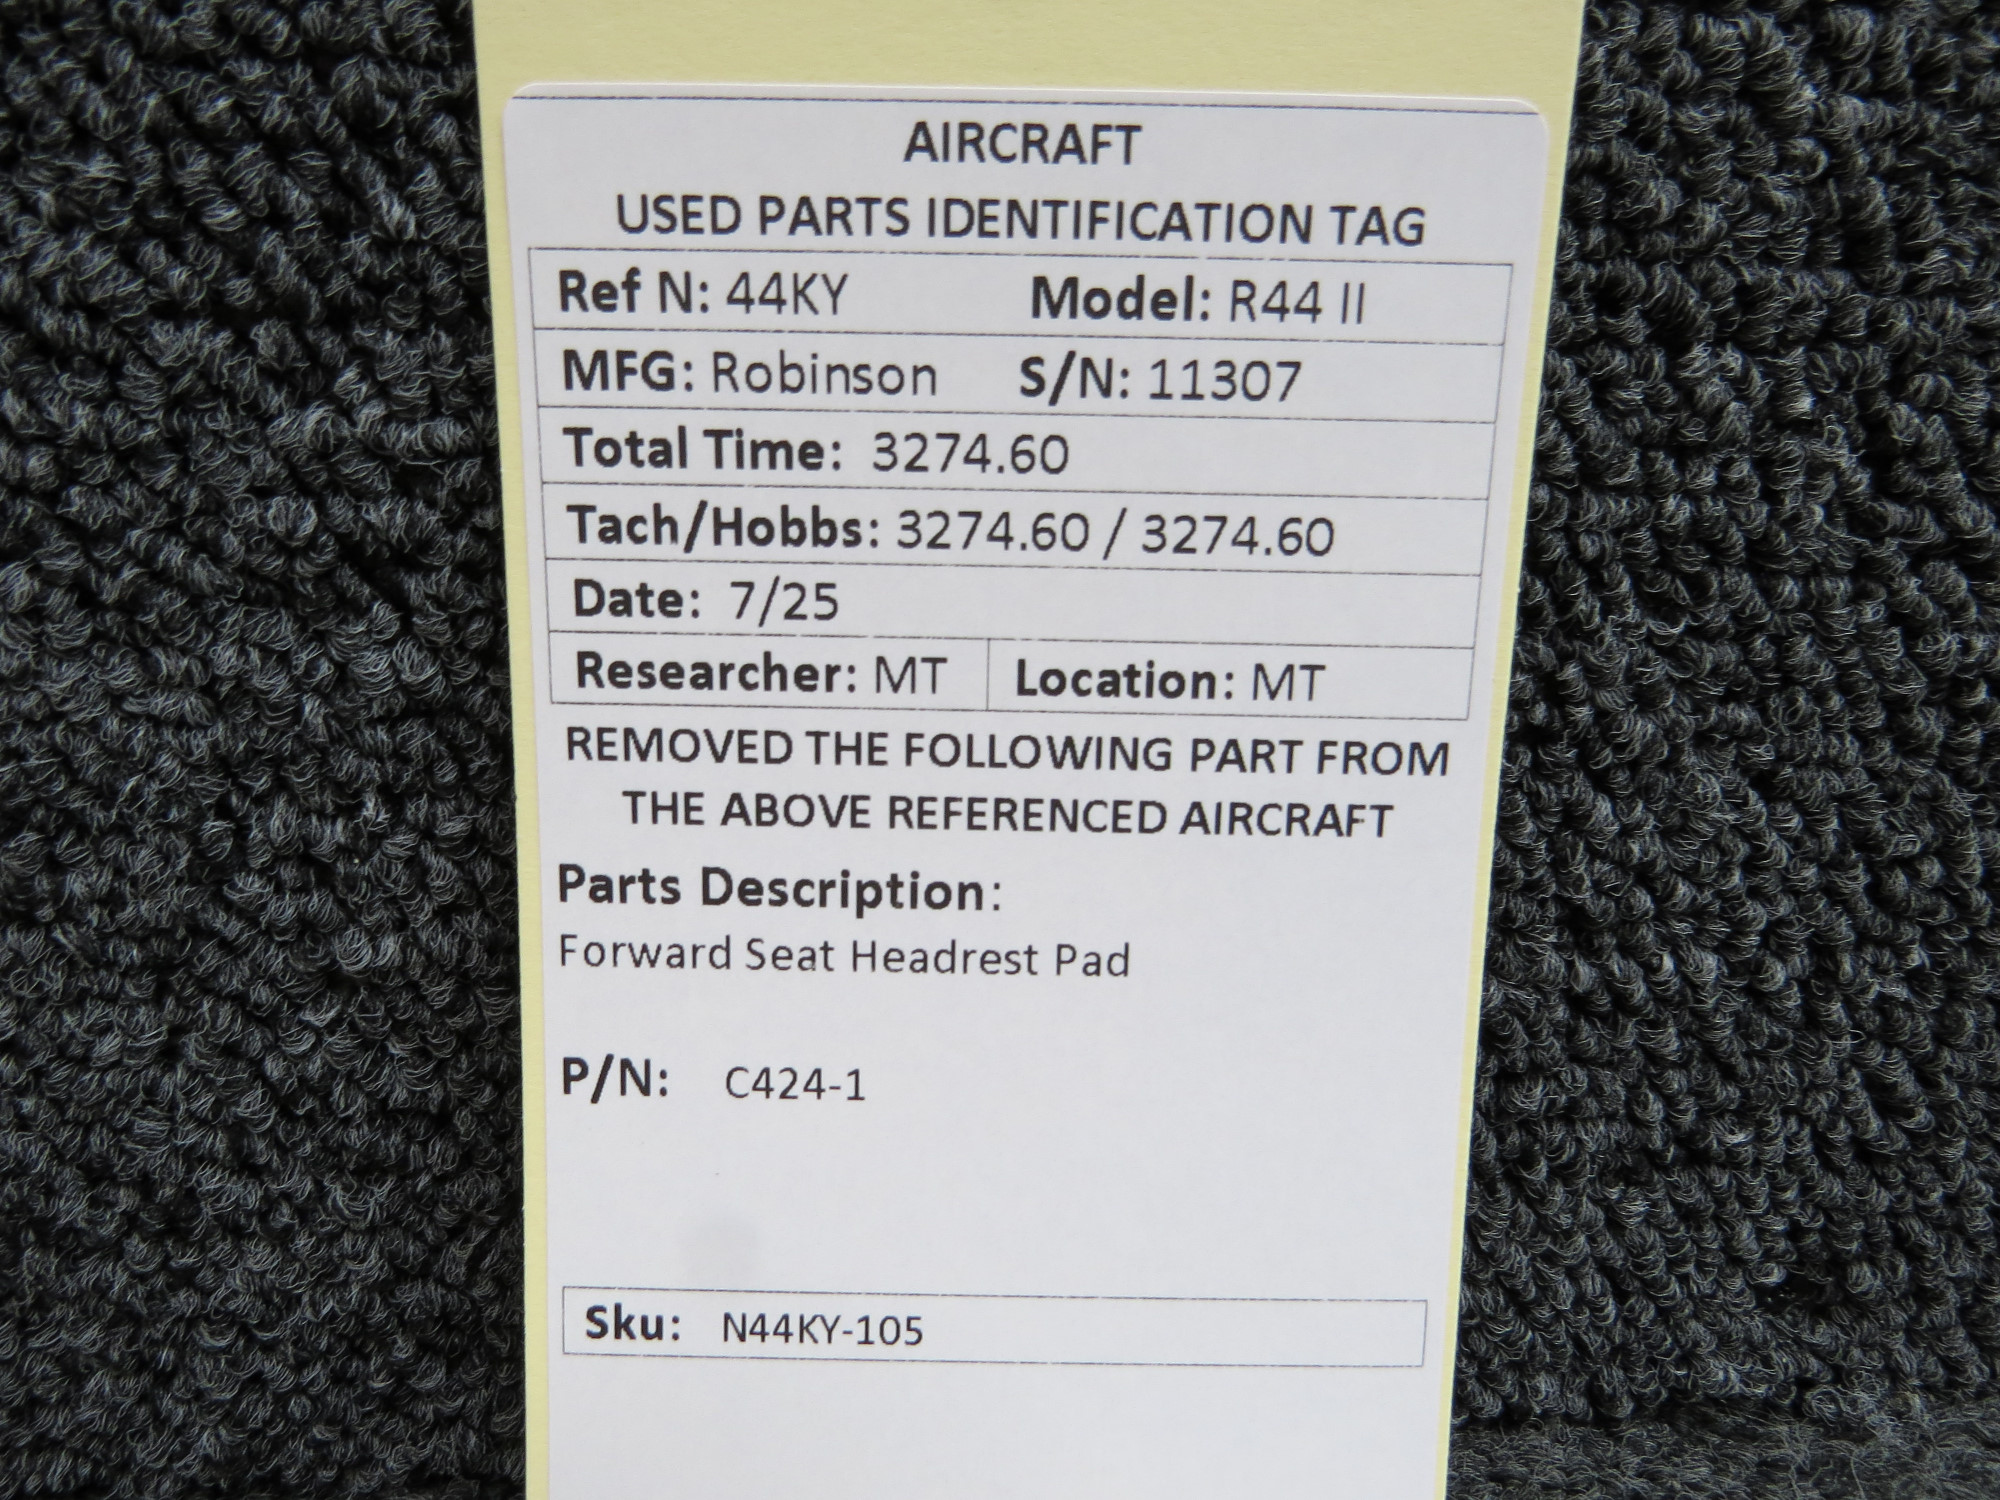 AIRCRAFT
USED PARTS IDENTIFICATION TAG
Ref N: 44KY Model: R44 II
MFG: Robinson S/N: 11307
Total Time: 3274.60
Tach/Hobbs: 3274.60 / 3274.60
Date: 7/25
Researcher: MT Location: MT
REMOVED THE FOLLOWING PART FROM
THE ABOVE REFERENCED AIRCRAFT
Parts Description:
Forward Seat Headrest Pad
P/N: C424-1
Sku: N44KY-105